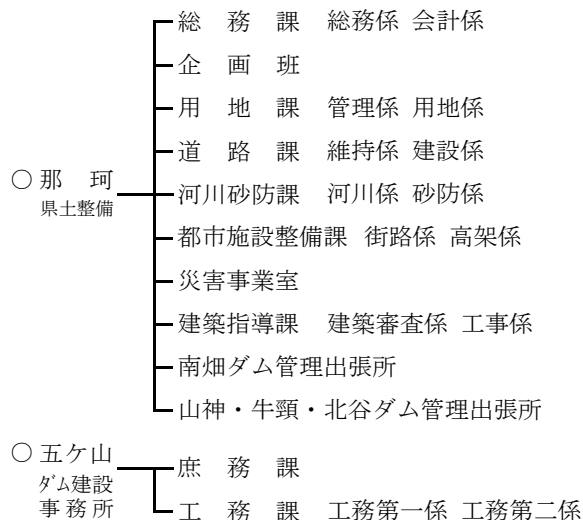 総務課 総務係 会計係
企画班
用地課 管理係 用地係
道路課 維持係 建設係
○那珂
県土整備
河川砂防課 河川係 砂防係
都市施設整備課 街路係 高架係
災害事業室
建築指導課 建築審査係 工事係
南畑ダム管理出張所
山神・牛頸・北谷ダム管理出張所
○五ケ山
ダム建設
事務所
庶務課
工務課 工務第一係 工務第二係